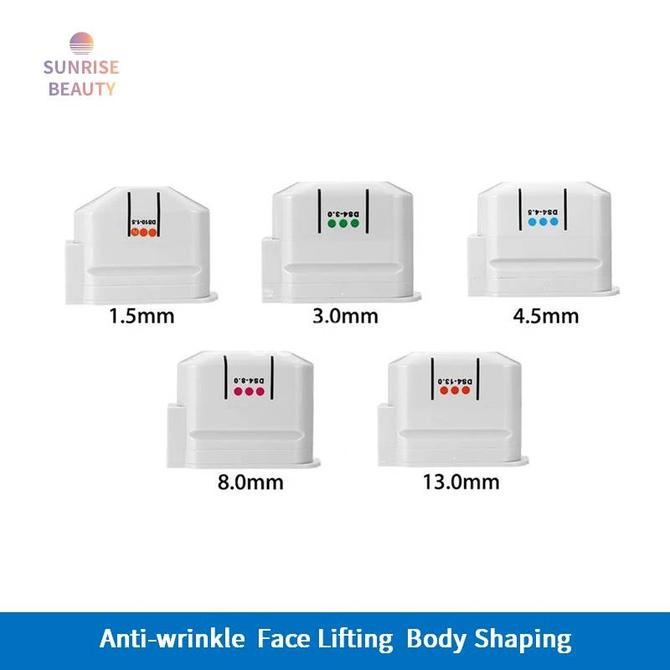 SUNRISE
BEAUTY
DS10-1.5
1.5mm
DS4-3.0
3.0mm
DS4-4.5
4.5mm
DS4-8.0
8.0mm
DS4-13.0
13.0mm
Anti-wrinkle Face Lifting Body Shaping